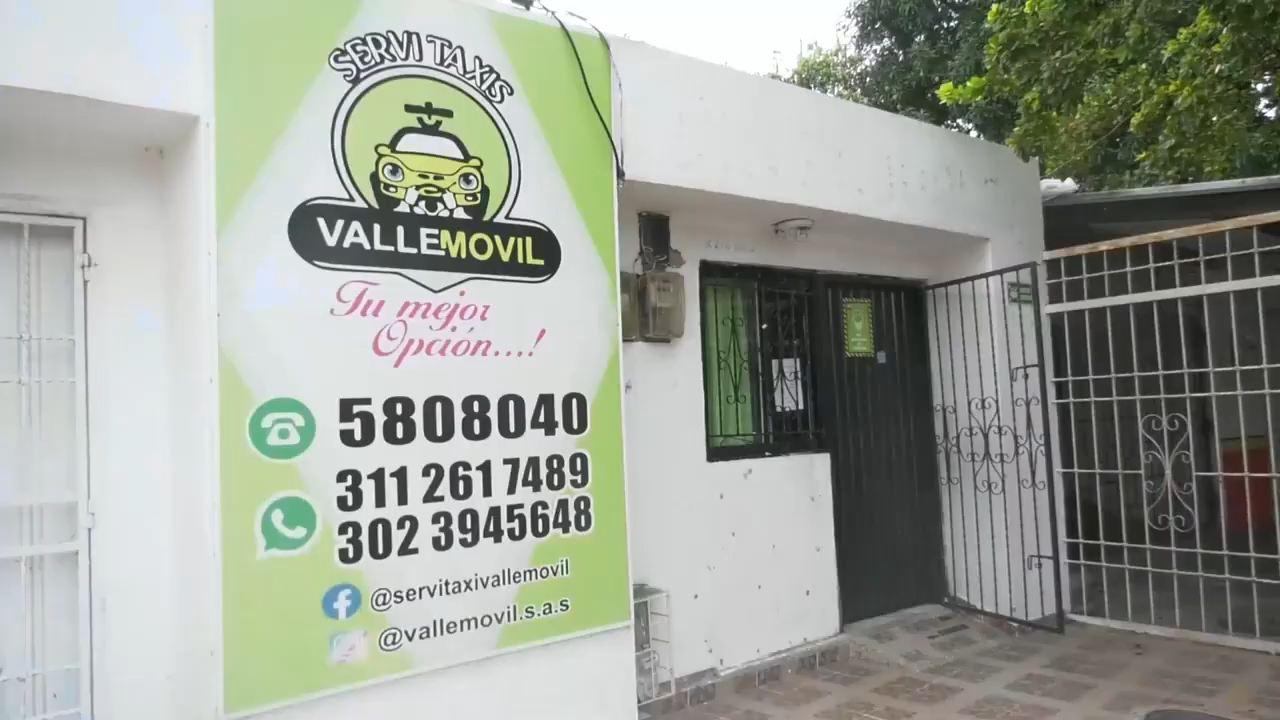 SERVI TAXIS
VALLEMOVIL
Tu mejor
Opción...!
5808040
311 261 7489
302 3945648
@servitaxivallemovil
@vallemovil.s.a.s